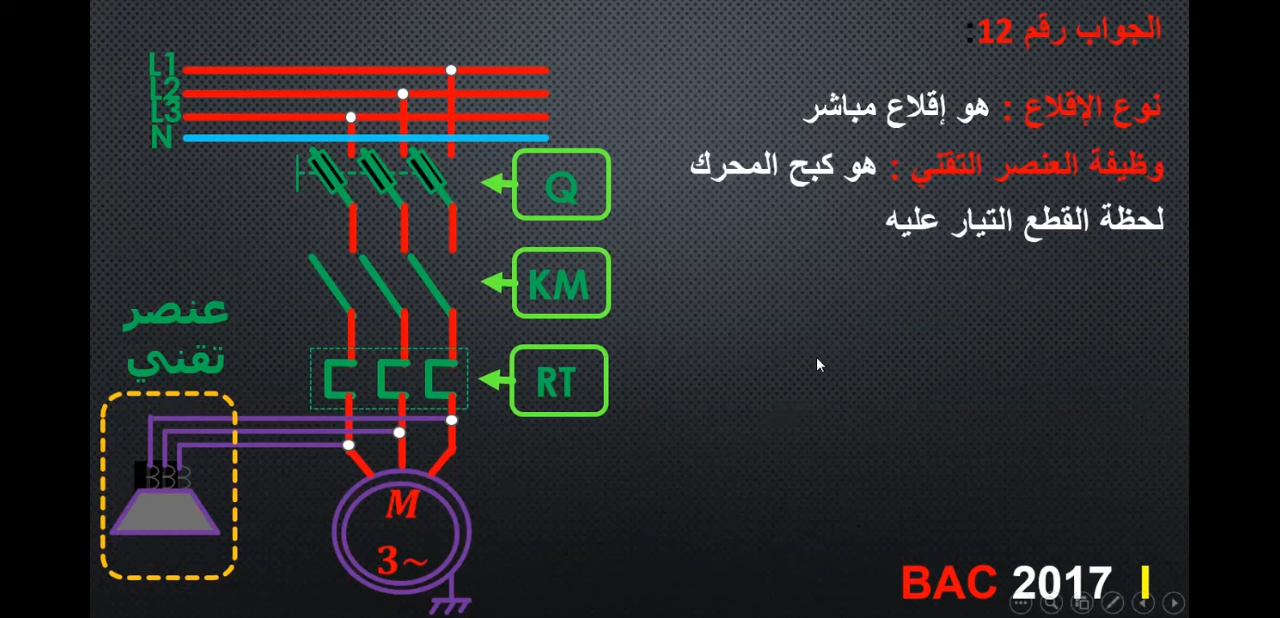 الجواب رقم 12:
نوع الإقلاع : هو إقلاع مباشر
وظيفة العنصر التقني : هو كبح المحرك
لحظة القطع التيار عليه
L1
L2
L3
N
Q
KM
RT
عنصر
تقني
M
3~
BAC 2017 I